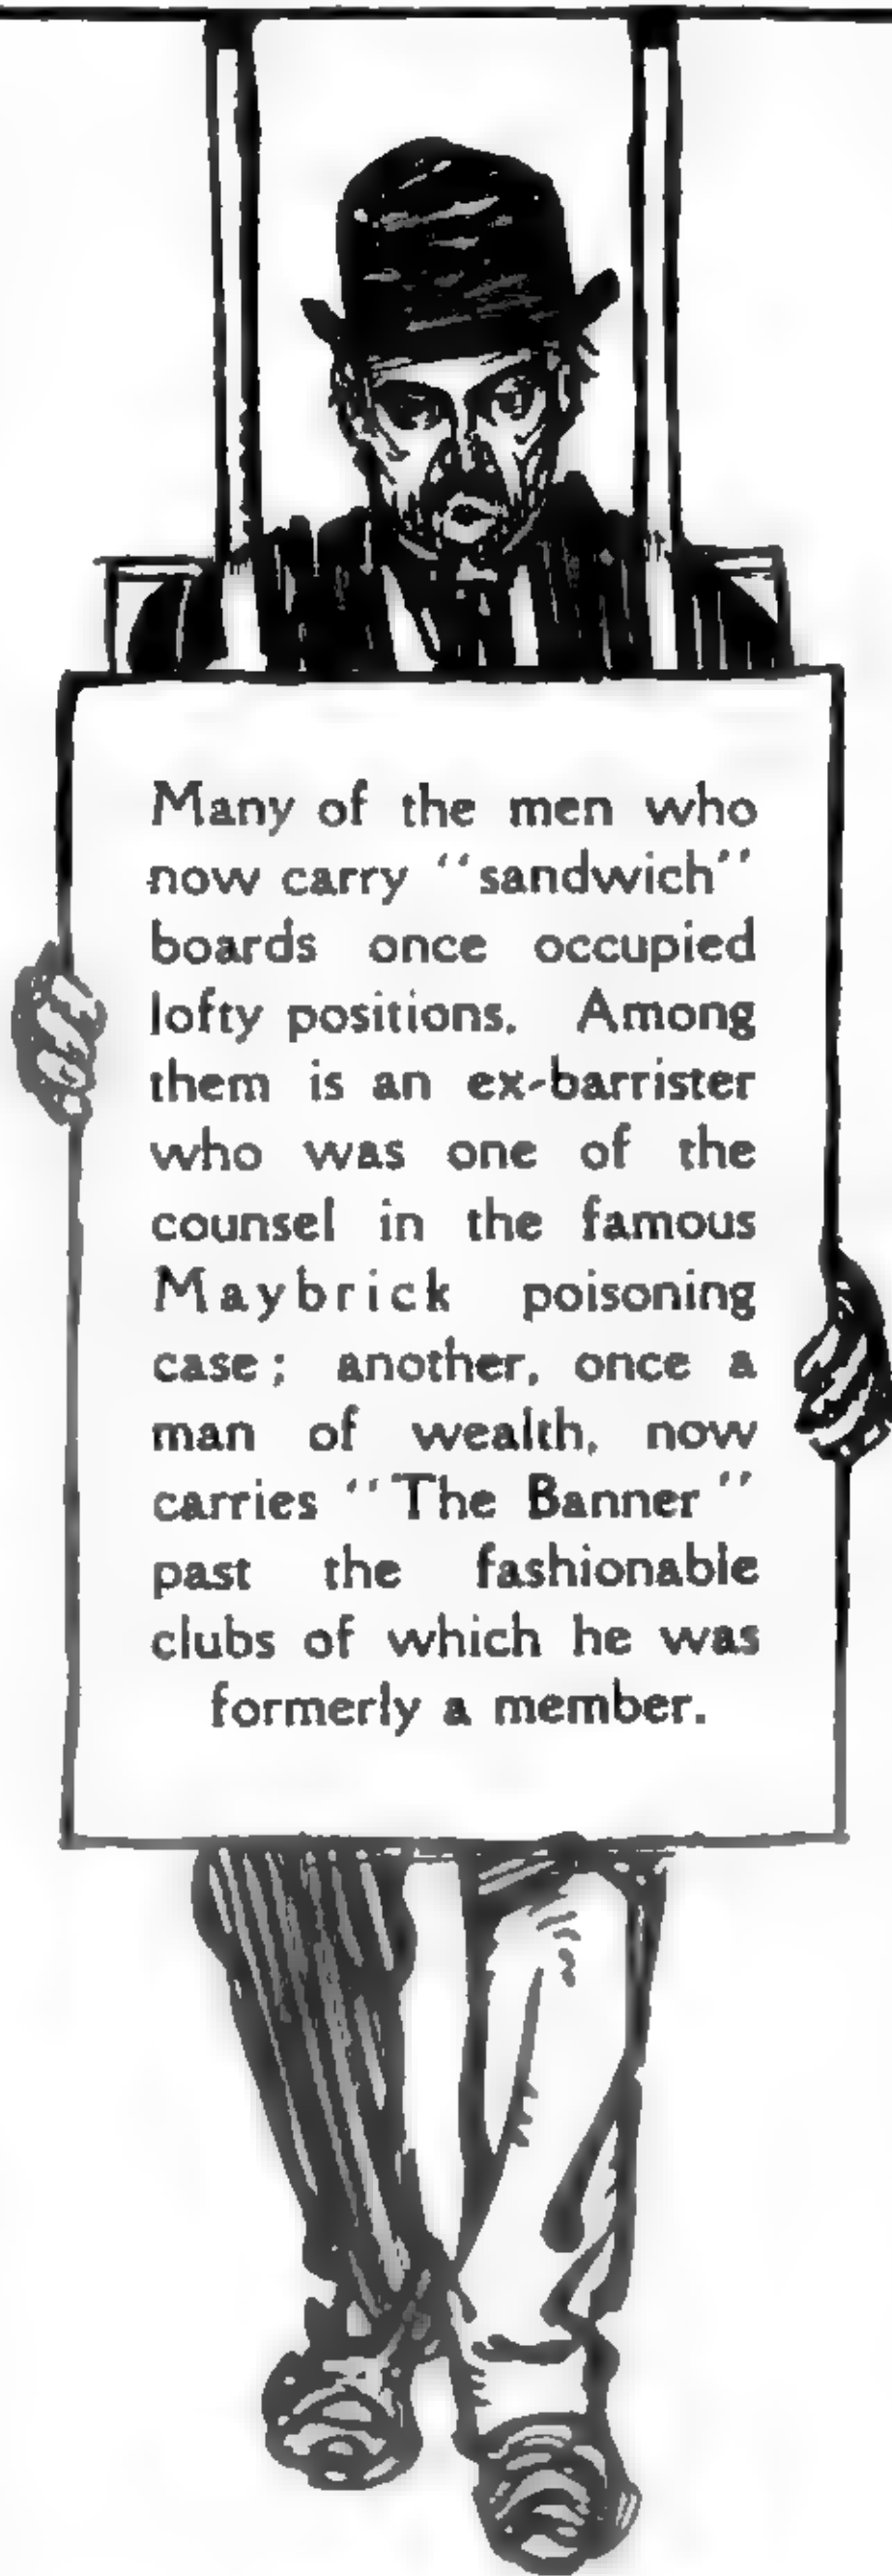 Many of the men who
now carry "sandwich"
boards once occupied
lofty positions. Among
them is an ex-barrister
who was one of the
counsel in the famous
Maybrick poisoning
case; another, once a
man of wealth, now
carries "The Banner"
past the fashionable
clubs of which he was
formerly a member.